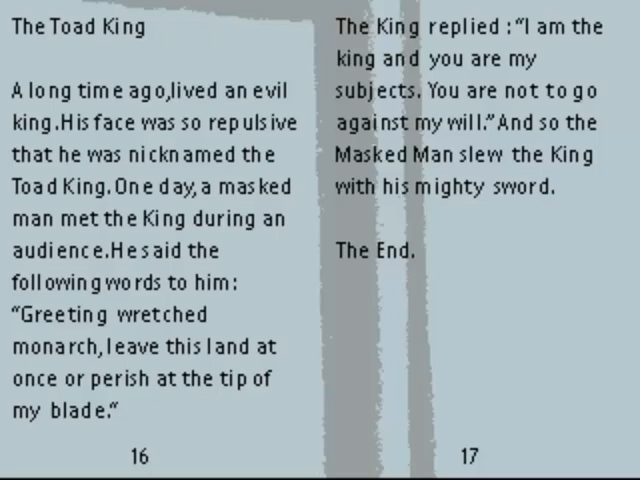 The Toad King
A long time ago,lived an evil
king.His face was so repulsive
that he was nicknamed the
Toad King.One day,a masked
man met the King during an
audience.He said the
following words to him:
“Greeting wretched
monarch,leave this land at
once or perish at the tip of
my blade.“
16
The King replied :“I am the
king and you are my
subjects. You are not to go
against my will.”And so the
Masked Man slew the King
with his mighty sword.
The End.
17